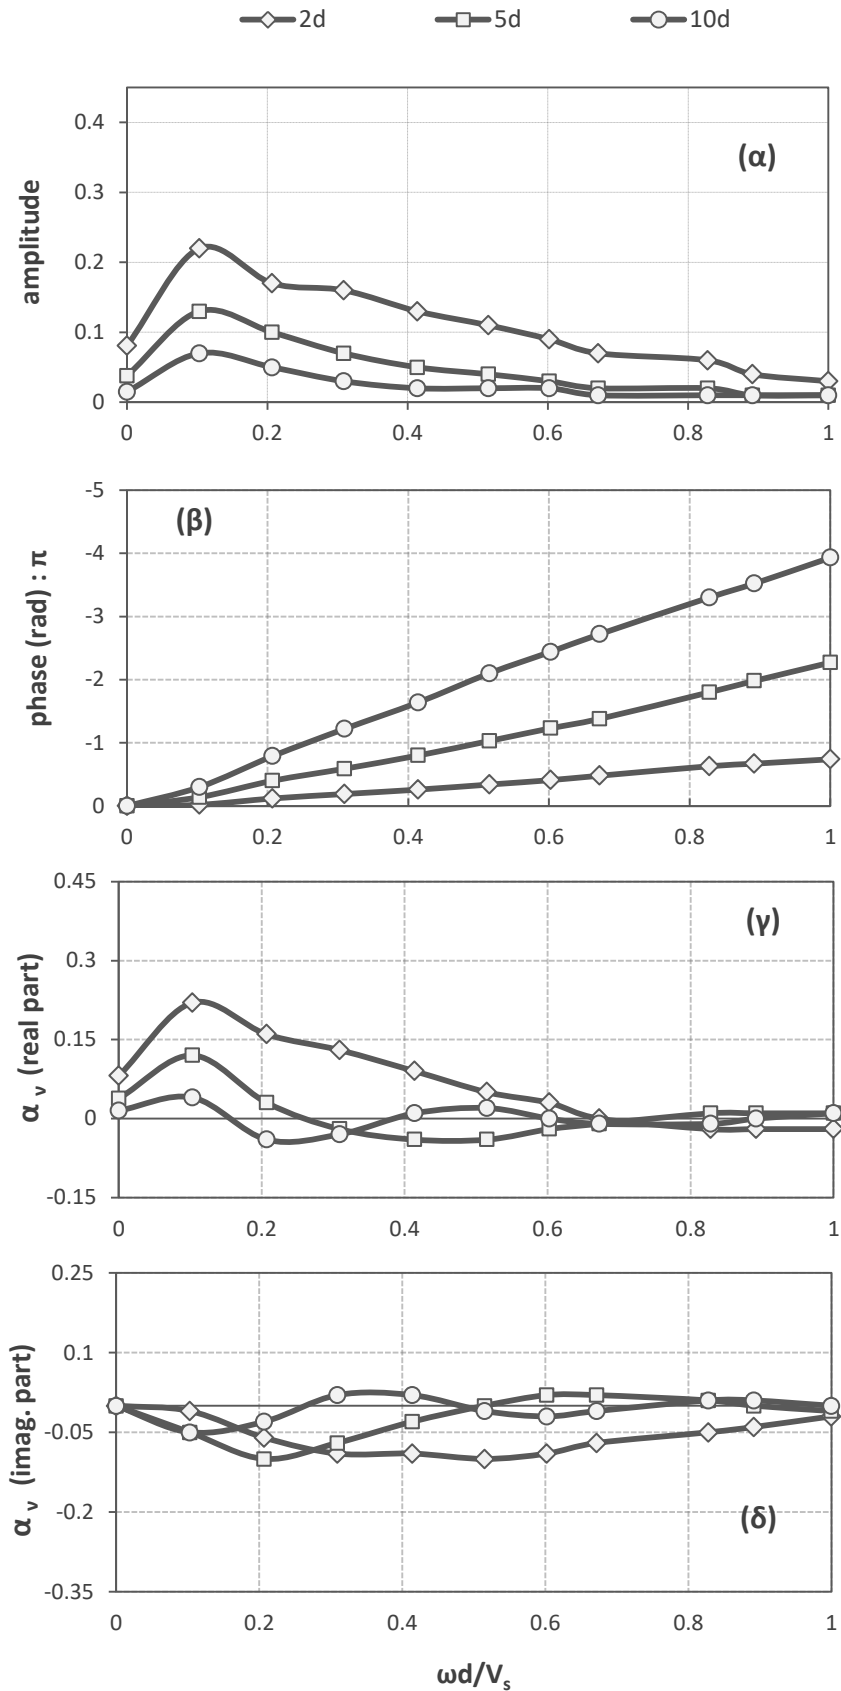 2d 5d 10d
0.4
(α)
0.3
amplitude
0.2
0.1
0
0 0.2 0.4 0.6 0.8 1
-5
(β)
-4
phase (rad) : π
-3
-2
-1
0
0 0.2 0.4 0.6 0.8 1
0.45
(γ)
0.3
α v (real part)
0.15
0
-0.15
0 0.2 0.4 0.6 0.8 1
0.25
0.1
α v (imag. part)
-0.05
-0.2
(δ)
-0.35
0 0.2 0.4 0.6 0.8 1
ωd/Vs